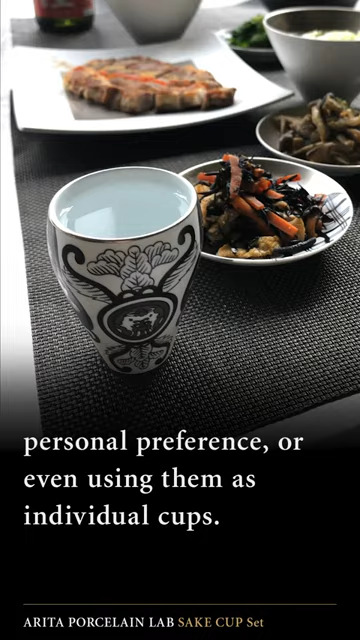 personal preference, or
even using them as
individual cups.
ARITA PORCELAIN LAB SAKE CUP Set